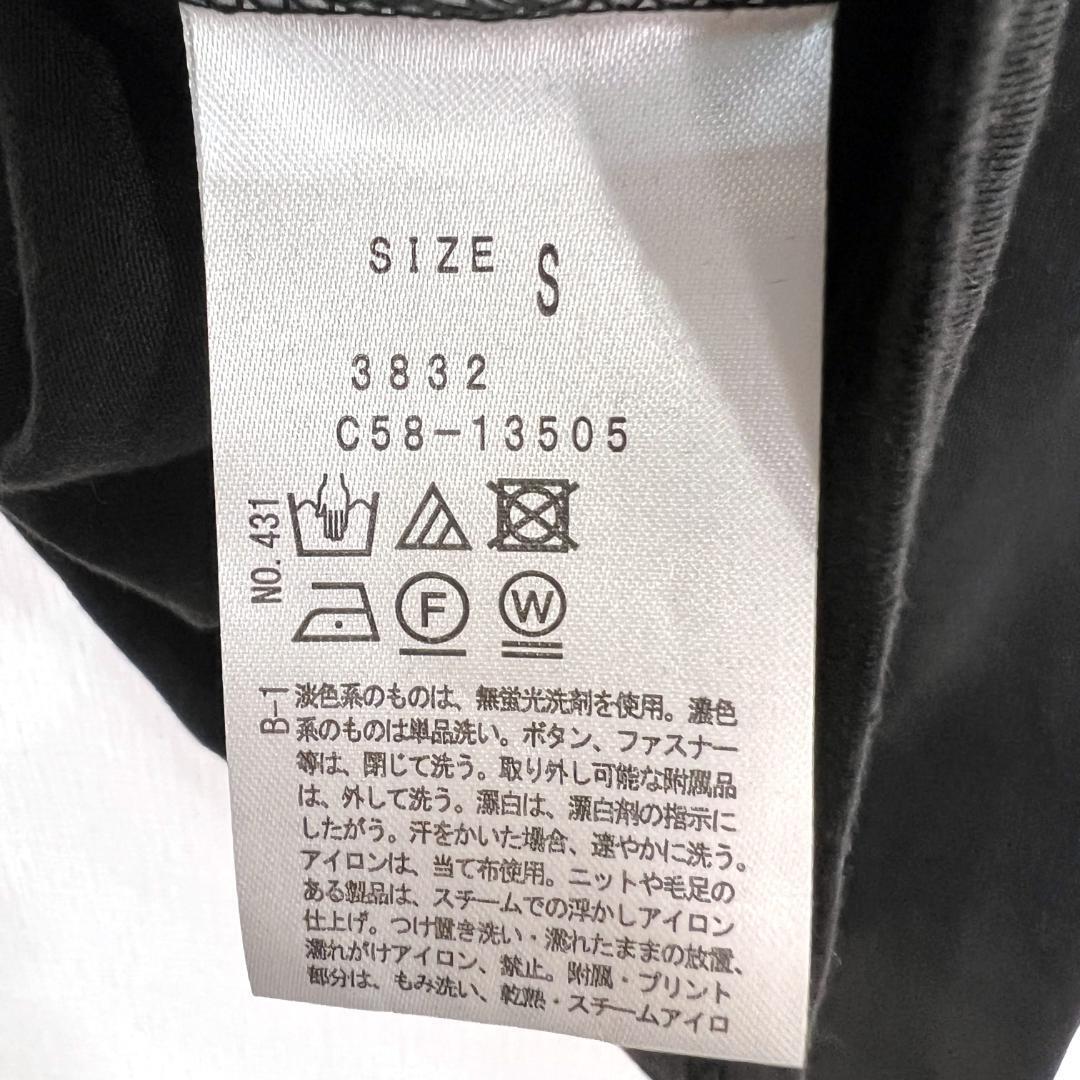 SIZE S
3832
C58-13505
NO.431
F W
B-1
淡色系のものは、無蛍光洗剤を使用。濃色
系のものは単品洗い。ボタン、ファスナー
等は、閉じて洗う。取り外し可能な附属品
は、外して洗う。漂白は、漂白剤の指示に
したがう。汗をかいた場合、速やかに洗う。
アイロンは、当て布使用。ニットや毛足の
ある製品は、スチームでの浮かしアイロン
仕上げ。つけ置き洗い・濡れたままの放置、
濡れがけアイロン、禁止。附属・プリント
部分は、もみ洗い、乾熱・スチームアイロ